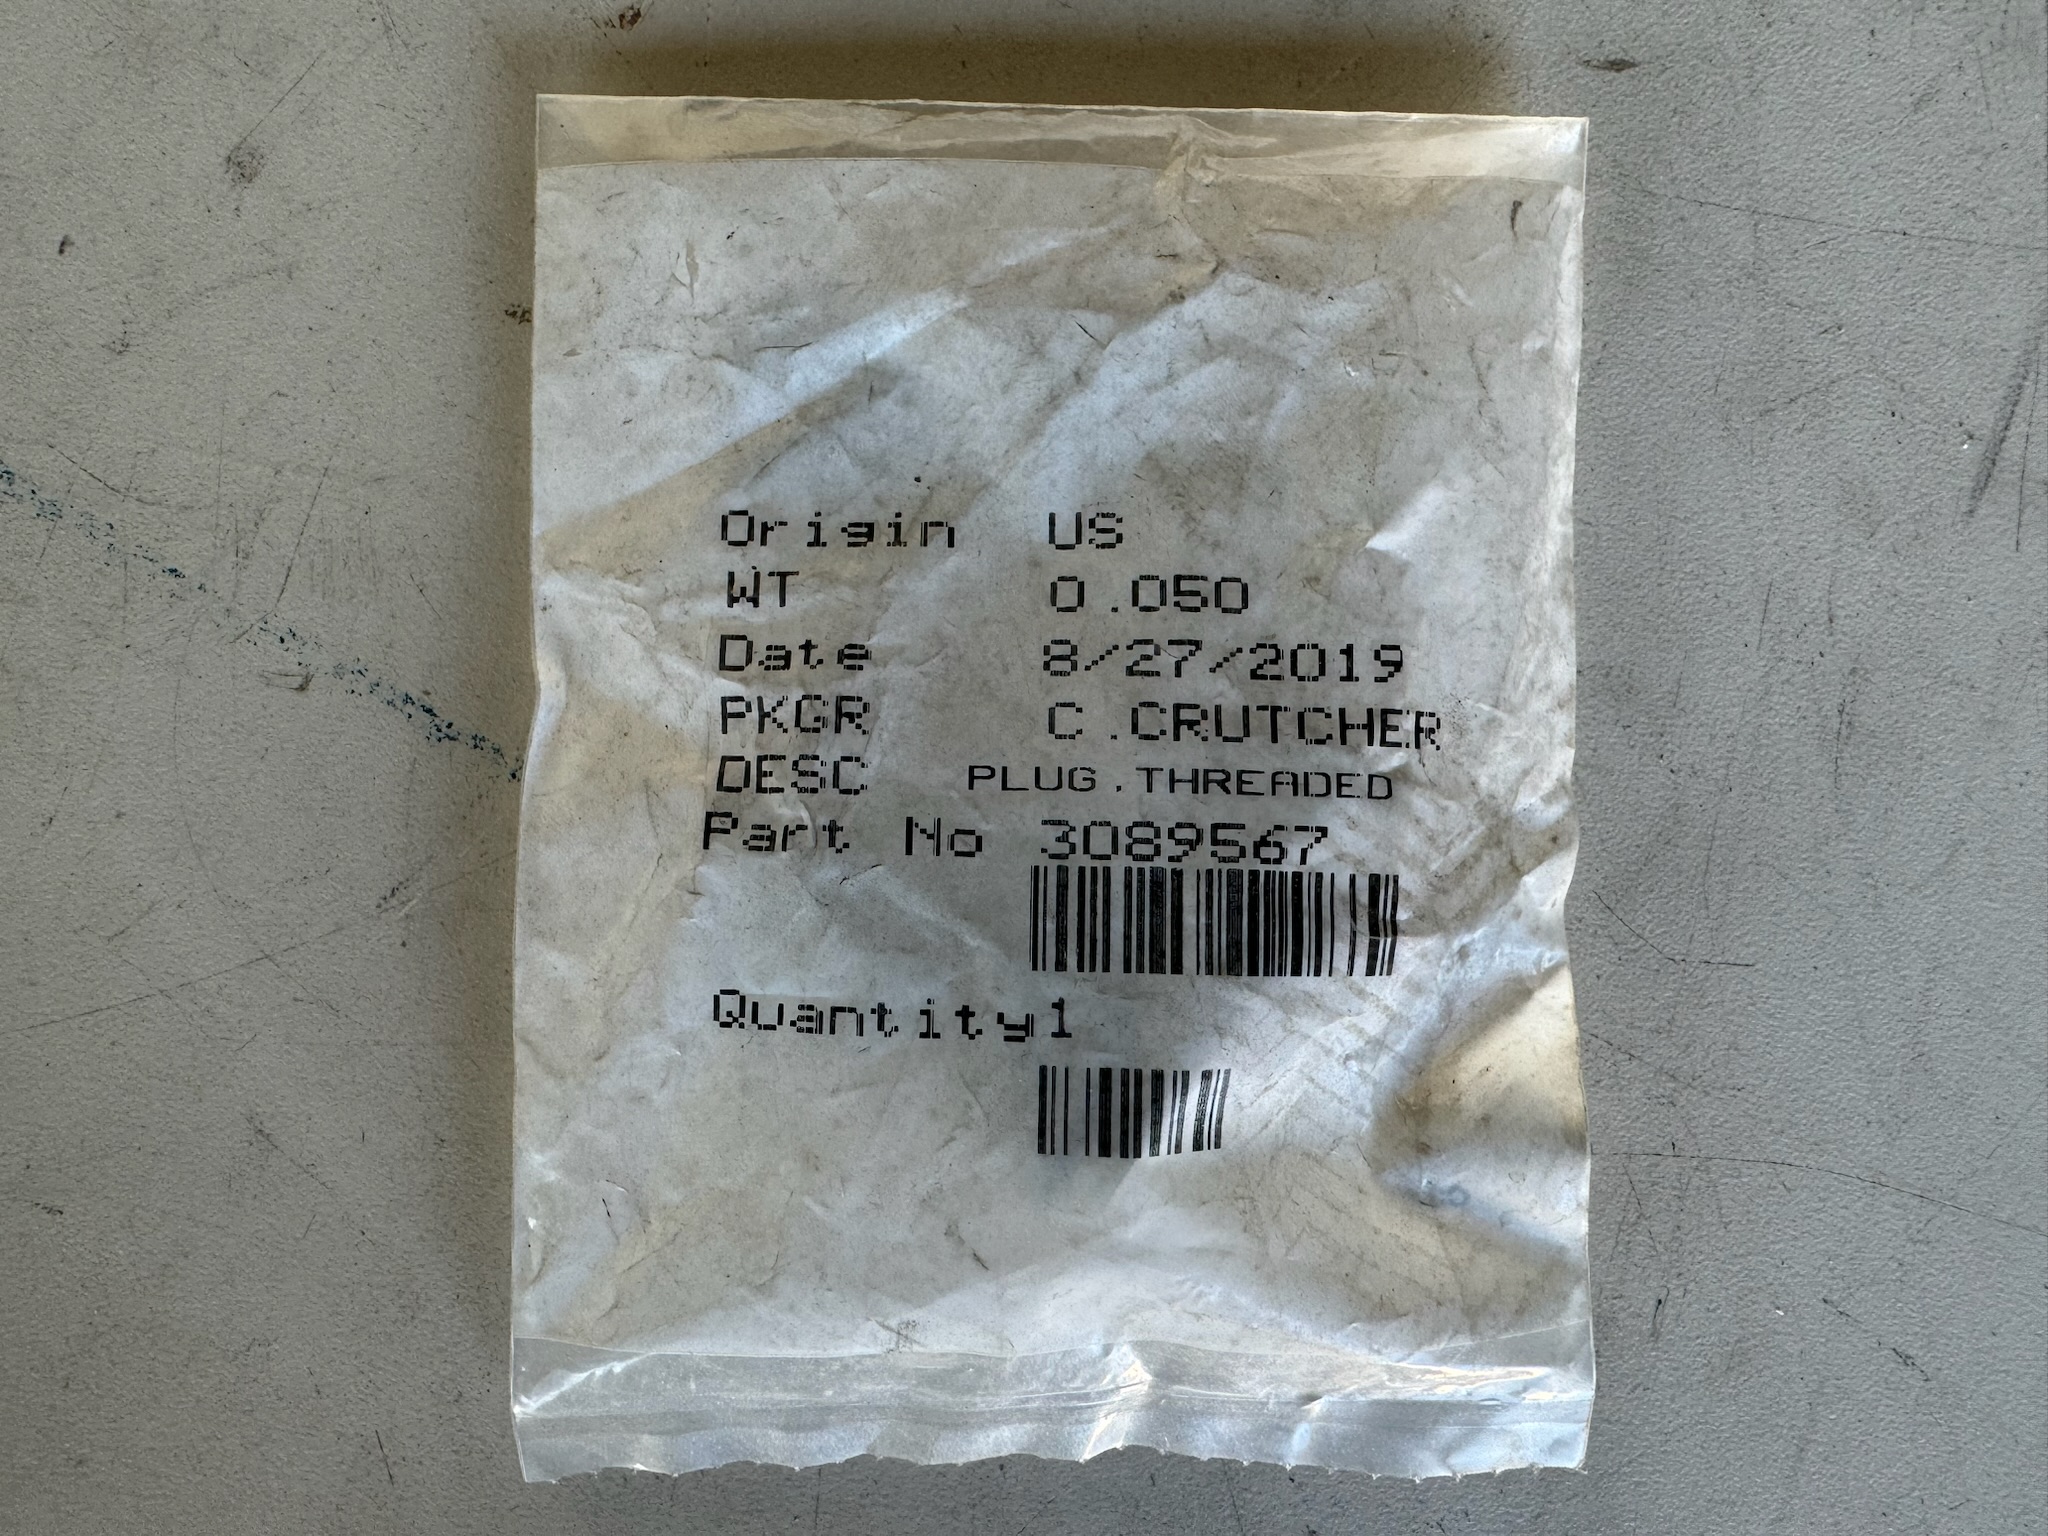 Origin US
WT 0.050
Date 8/27/2019
PKGR C.CRUTCHER
DESC PLUG,THREADED
Part No 3089567
Quantity1